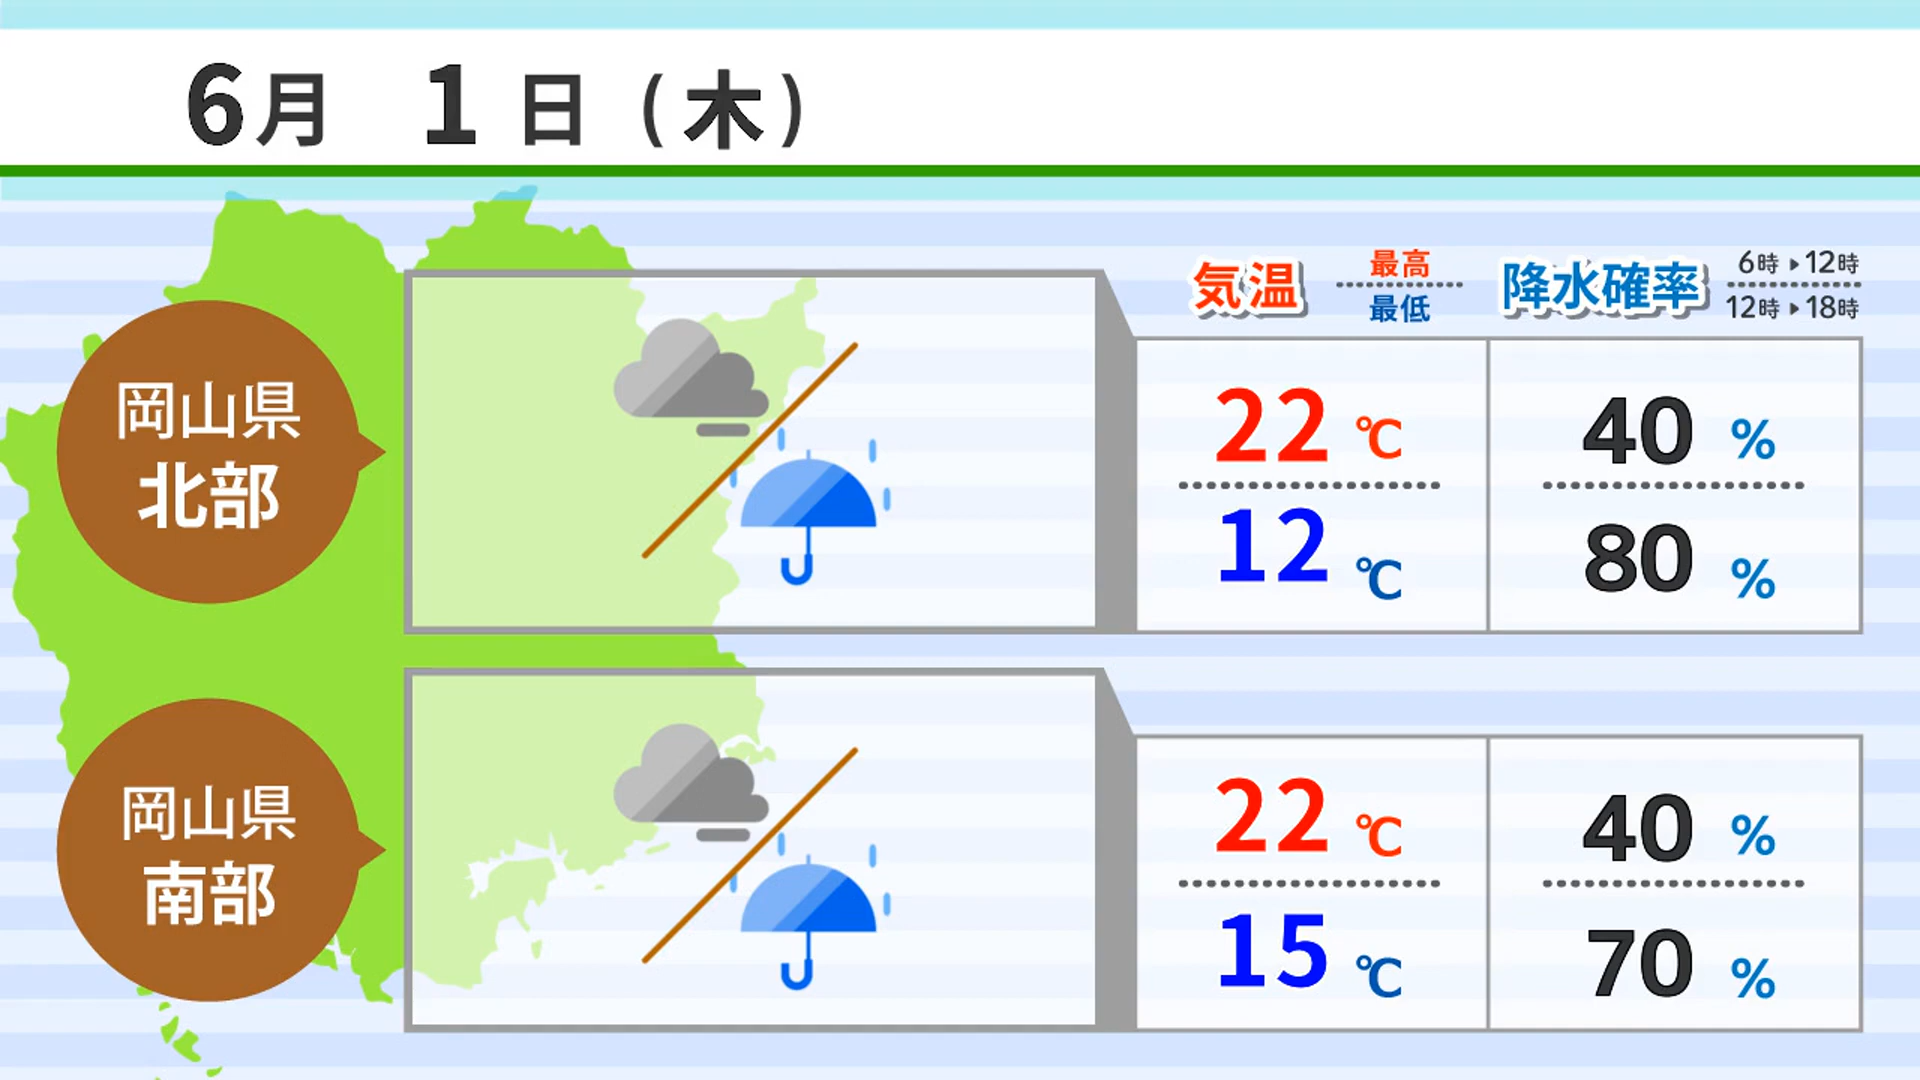 6月 1日（木）
気温 最高 最低 降水確率 6時▶12時 12時▶18時
岡山県
北部
22℃ 40%
12℃ 80%
岡山県
南部
22℃ 40%
15℃ 70%